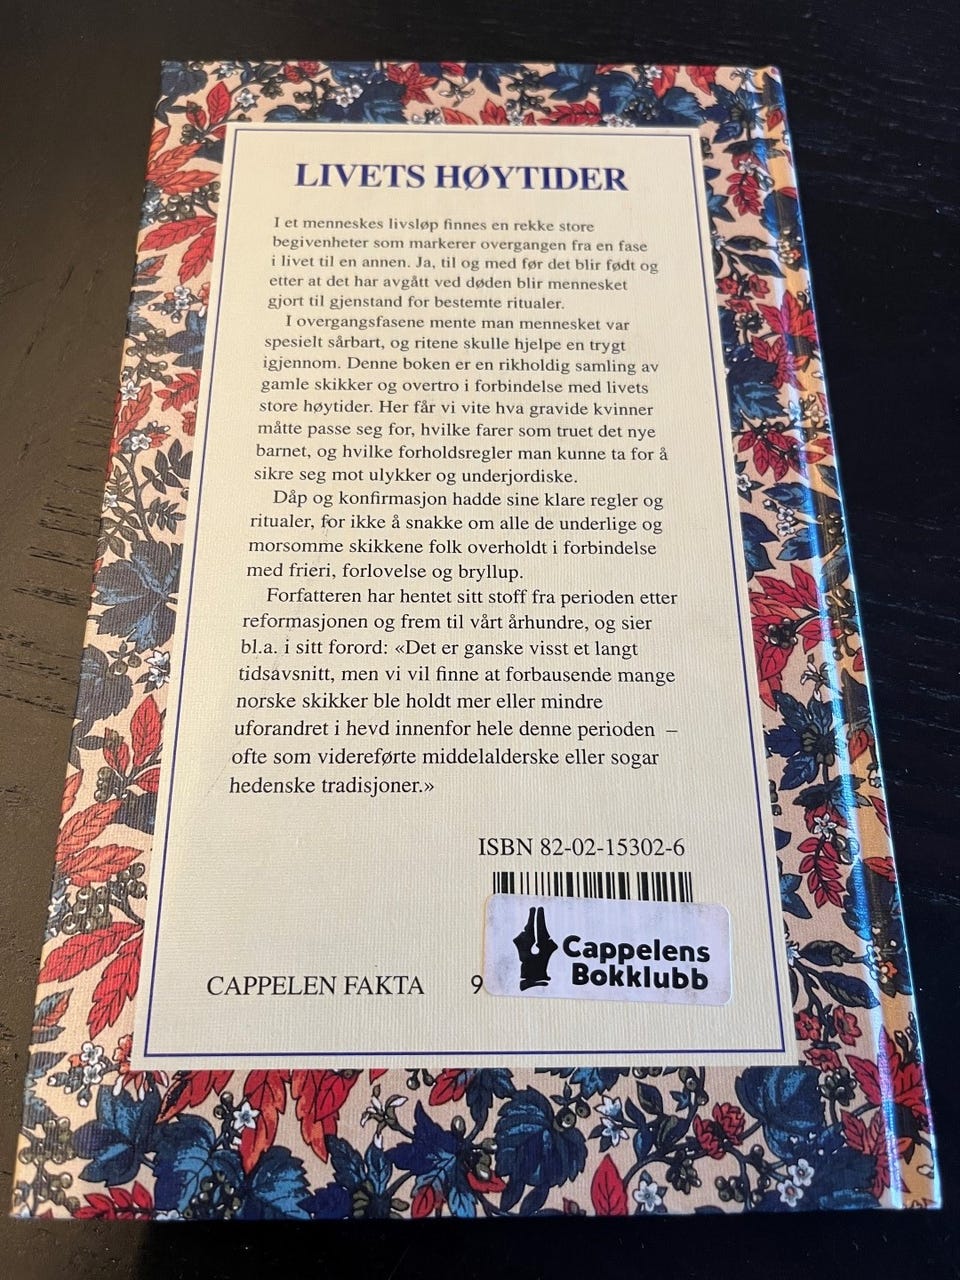 LIVETS HØYTIDER
I et menneskes livsløp finnes en rekke store
begivenheter som markerer overgangen fra en fase
i livet til en annen. Ja, til og med før det blir født og
etter at det har avgått ved døden blir mennesket
gjort til gjenstand for bestemte ritualer.
I overgangsfasene mente man mennesket var
spesielt sårbart, og ritene skulle hjelpe en trygt
igjennom. Denne boken er en rikholdig samling av
gamle skikker og overtro i forbindelse med livets
store høytider. Her får vi vite hva gravide kvinner
måtte passe seg for, hvilke farer som truet det nye
barnet, og hvilke forholdsregler man kunne ta for å
sikre seg mot ulykker og underjordiske.
Dåp og konfirmasjon hadde sine klare regler og
ritualer, for ikke å snakke om alle de underlige og
morsomme skikkene folk overholdt i forbindelse
med frieri, forlovelse og bryllup.
Forfatteren har hentet sitt stoff fra perioden etter
reformasjonen og frem til vårt århundre, og sier
bl.a. i sitt forord: «Det er ganske visst et langt
tidsavsnitt, men vi vil finne at forbausende mange
norske skikker ble holdt mer eller mindre
uforandret i hevd innenfor hele denne perioden –
ofte som videreførte middelalderske eller sogar
hedenske tradisjoner.»
ISBN 82-02-15302-6
Cappelens
Bokklubb
CAPPELEN FAKTA 9